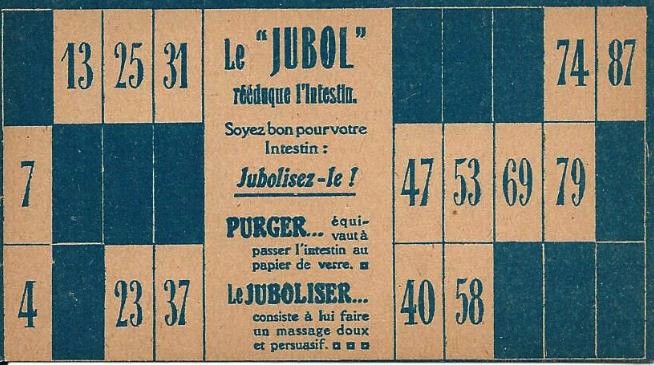 13 25 31 74 87
Le "JUBOL"
rééduque l'Intestin.
Soyez bon pour votre
Intestin :
Jubolisez-le !
7 47 53 69 79
PURGER... équi-
vaut à
passer l'intestin au
papier de verre.
4 23 37 40 58
Le JUBOLISER...
consiste à lui faire
un massage doux
et persuasif.